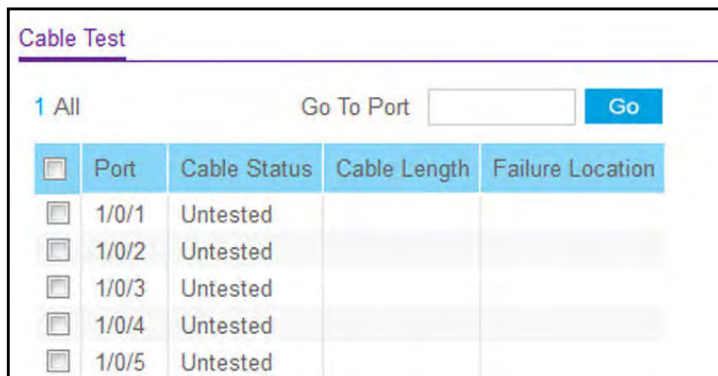 Cable Test
1 All Go To Port Go
Port Cable Status Cable Length Failure Location
1/0/1 Untested
1/0/2 Untested
1/0/3 Untested
1/0/4 Untested
1/0/5 Untested